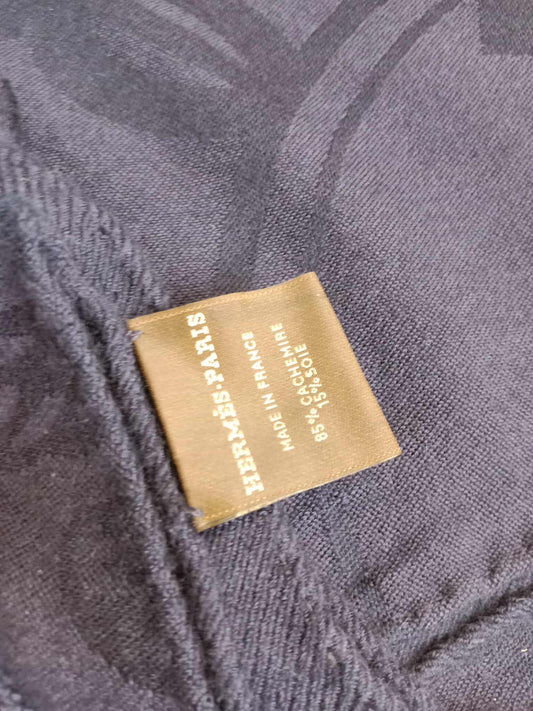 HERMÈS-PARIS
MADE IN FRANCE
85% CACHEMIRE
15% SOIE